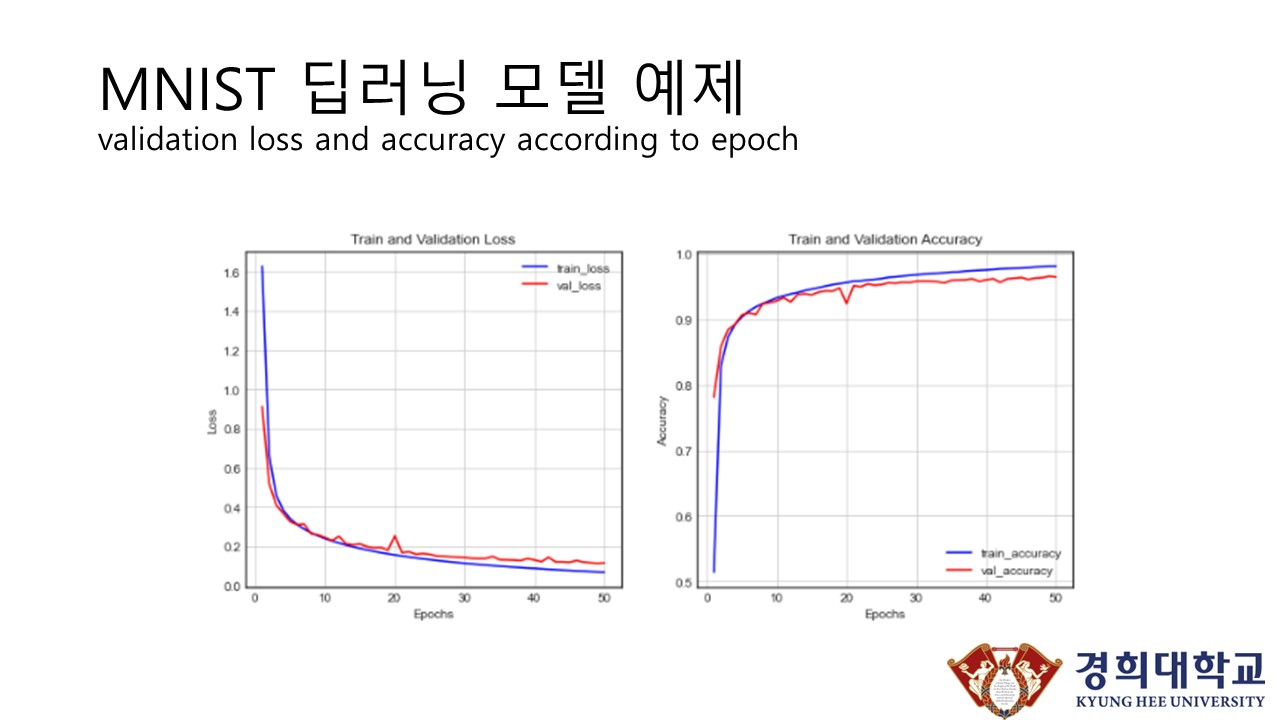 MNIST 딥러닝 모델 예제
validation loss and accuracy according to epoch
Train and Validation Loss
train_loss
val_loss
1.6
1.4
1.2
1.0
0.8
0.6
0.4
0.2
0.0
Loss
0 10 20 30 40 50
Epochs
Train and Validation Accuracy
1.0
0.9
0.8
0.7
0.6
0.5
Accuracy
train_accuracy
val_accuracy
0 10 20 30 40 50
Epochs
경희대학교
KYUNG HEE UNIVERSITY